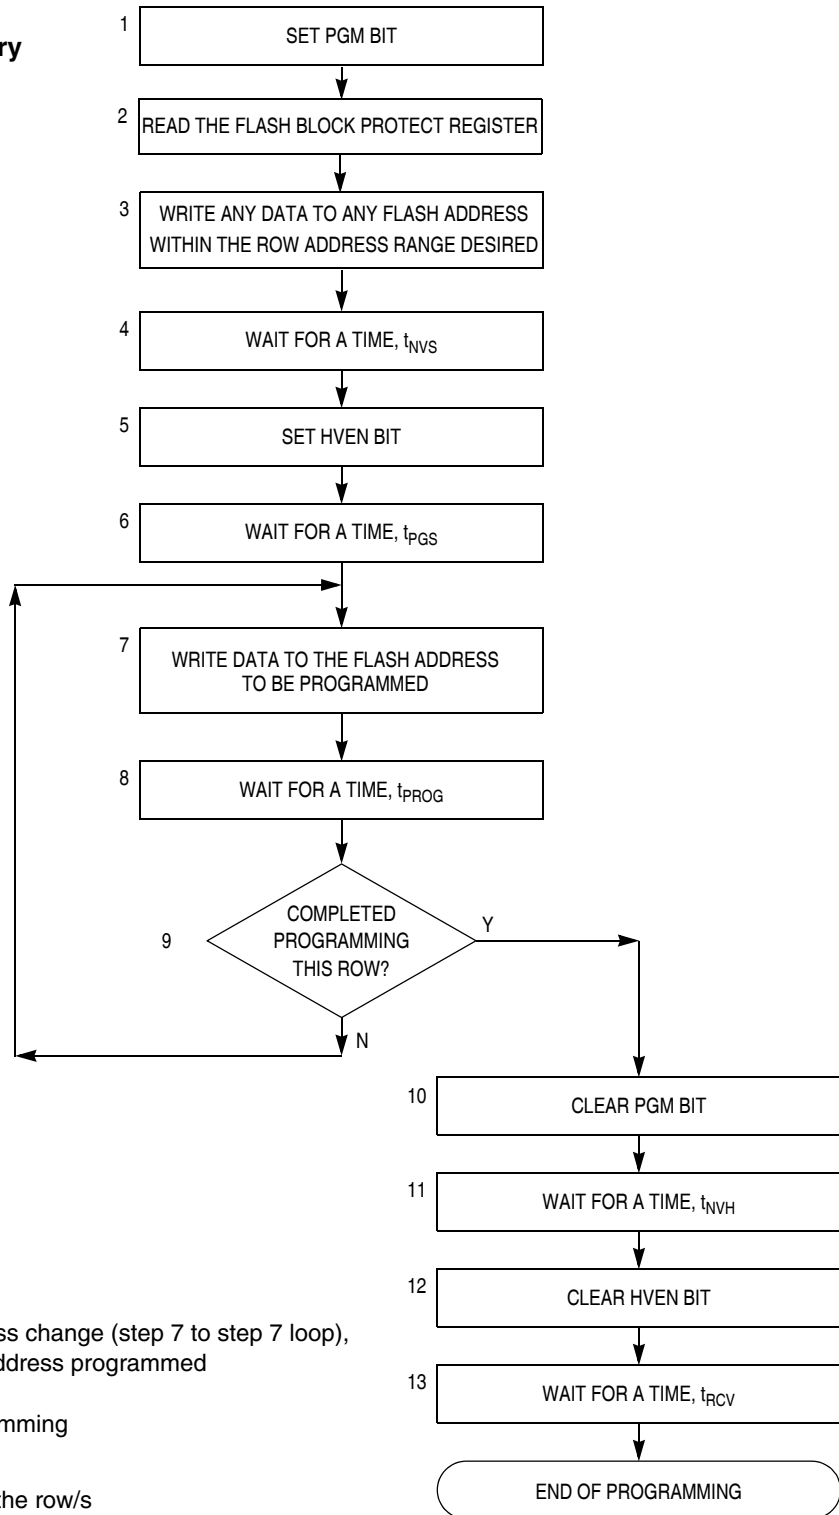 ry
1
SET PGM BIT
2
READ THE FLASH BLOCK PROTECT REGISTER
3
WRITE ANY DATA TO ANY FLASH ADDRESS
WITHIN THE ROW ADDRESS RANGE DESIRED
4
WAIT FOR A TIME, tNVS
5
SET HVEN BIT
6
WAIT FOR A TIME, tPGS
7
WRITE DATA TO THE FLASH ADDRESS
TO BE PROGRAMMED
8
WAIT FOR A TIME, tPROG
9
COMPLETED
PROGRAMMING
THIS ROW?
Y
N
10
CLEAR PGM BIT
11
WAIT FOR A TIME, tNVH
12
CLEAR HVEN BIT
13
WAIT FOR A TIME, tRCV
END OF PROGRAMMING
ss change (step 7 to step 7 loop),
ddress programmed
mming
the row/s